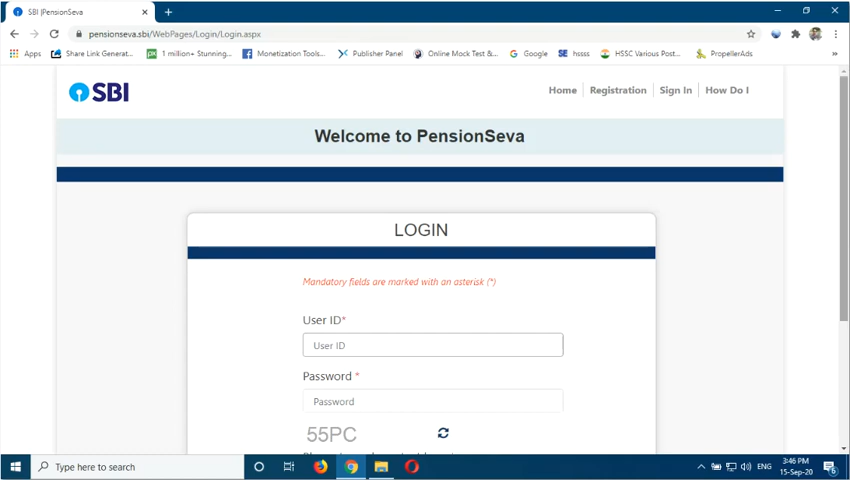 SBI |PensionSeva
pensionseva.sbi/WebPages/Login/Login.aspx
Apps Share Link Generat... 1 million+ Stunning... Monetization Tools... Publisher Panel Online Mock Test &... Google hssss HSSC Various Post... PropellerAds »
SBI
Home Registration Sign In How Do I
Welcome to PensionSeva
LOGIN
Mandatory fields are marked with an asterisk (*)
User ID*
User ID
Password *
Password
55PC
Type here to search
ENG
3:46 PM
15-Sep-20